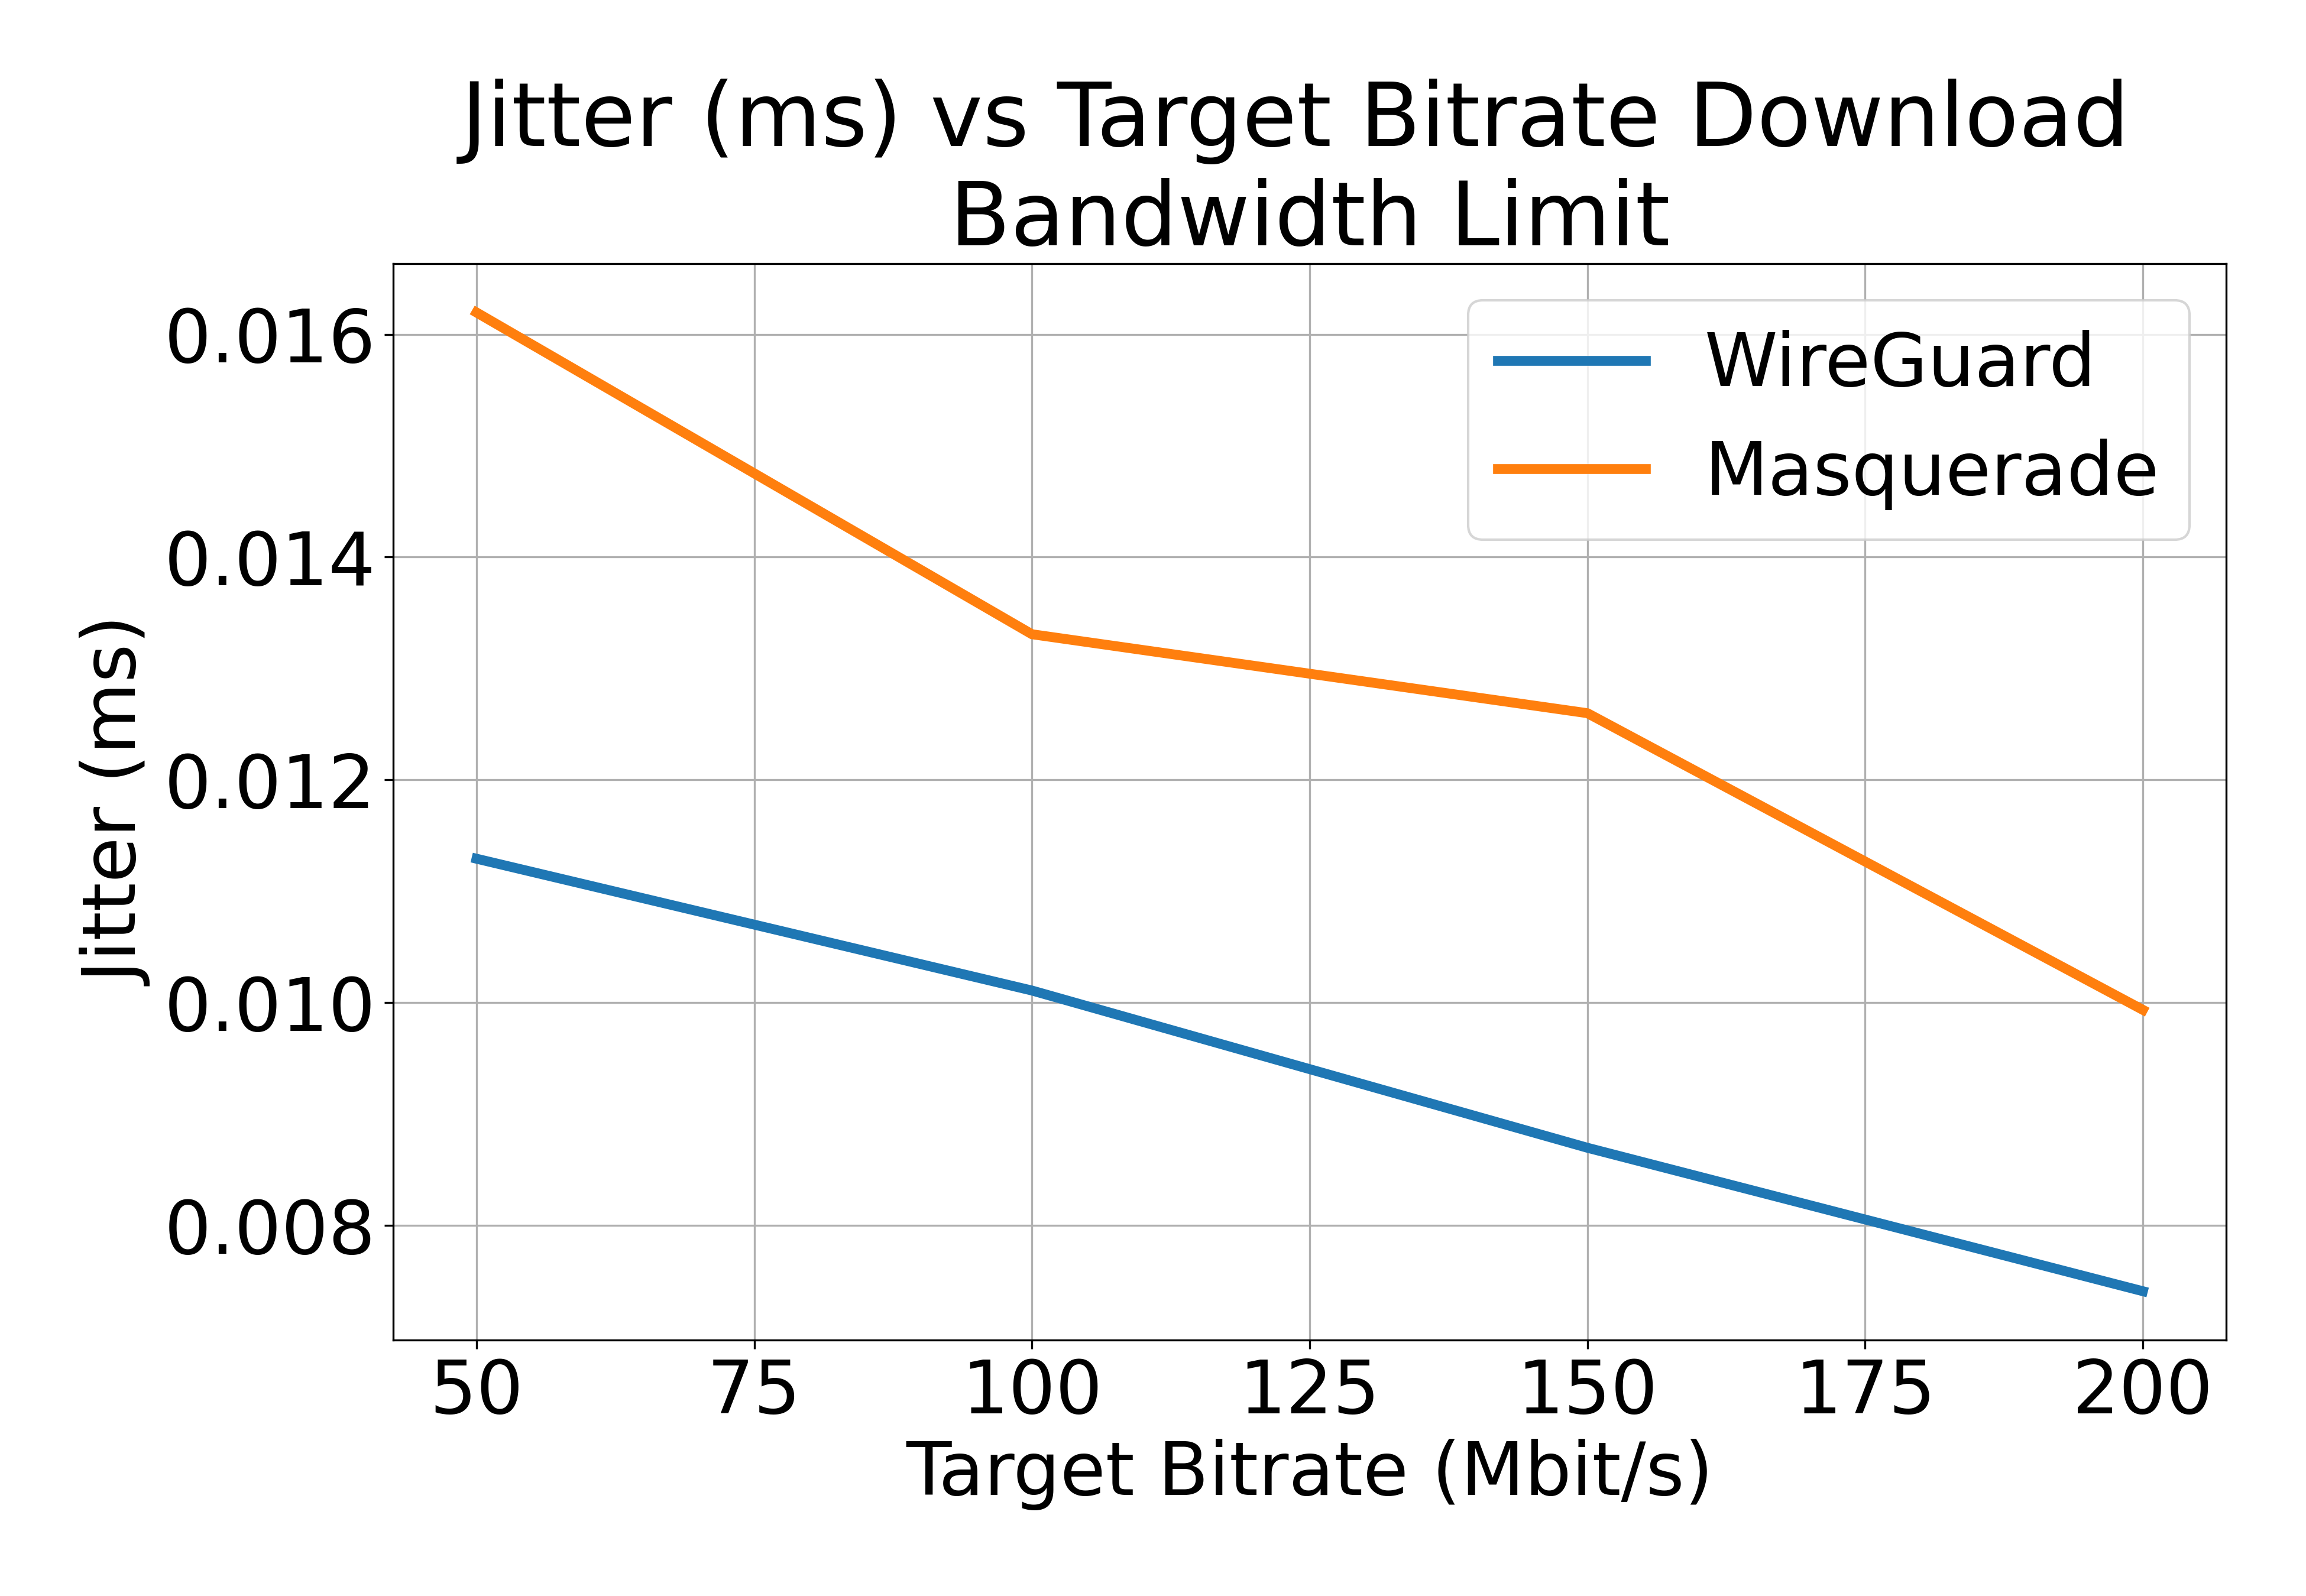 Jitter (ms) vs Target Bitrate Download
Bandwidth Limit
WireGuard
Masquerade
Jitter (ms)
0.016
0.014
0.012
0.010
0.008
50 75 100 125 150 175 200
Target Bitrate (Mbit/s)